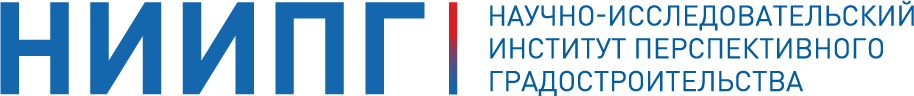 НИИПГ
НАУЧНО-ИССЛЕДОВАТЕЛЬСКИЙ
ИНСТИТУТ ПЕРСПЕКТИВНОГО
ГРАДОСТРОИТЕЛЬСТВА